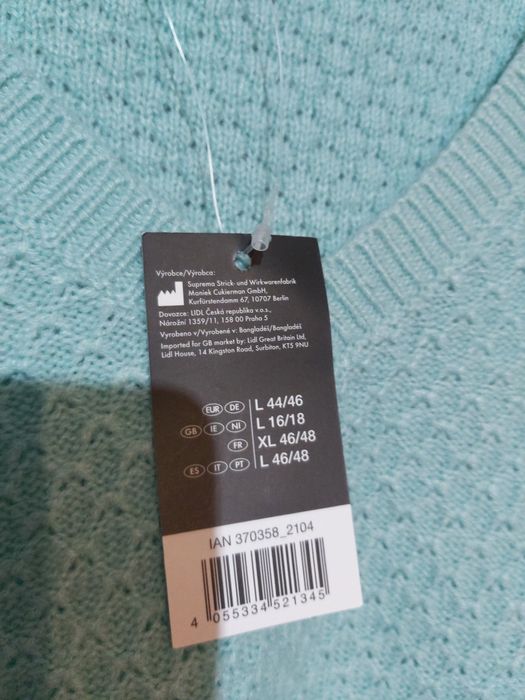 Výrobce/Výrobca:
Suprema Strick- und Wirkwarenfabrik
Maniek Cukierman GmbH,
Kurfürstendamm 67, 10707 Berlin
Dovozce: LIDL Česká republika v.o.s.,
Nárožní 1359/11, 158 00 Praha 5
Vyrobeno v/Vyrobené v: Bangladéš/Bangladéš
Imported for GB market by: Lidl Great Britain Ltd,
Lidl House, 14 Kingston Road, Surbiton, KT5 9NU
EUR DE L 44/46
GB IE NI L 16/18
FR XL 46/48
ES IT PT L 46/48
IAN 370358_2104
4 055334 521345